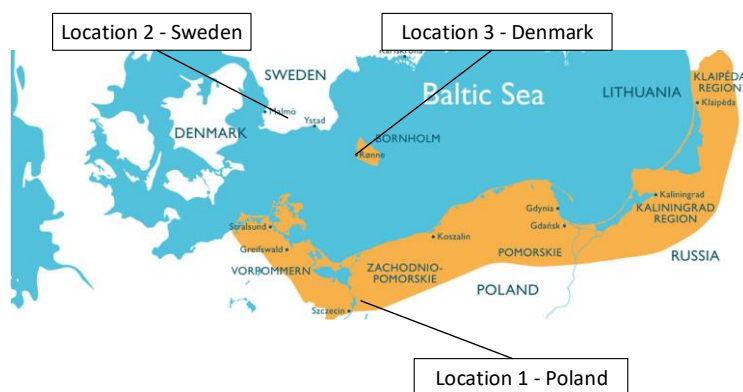 Location 2 - Sweden
Location 3 - Denmark
SWEDEN
Karlskrona
Baltic Sea
KLAIPĖDA
REGION
Klaipėda
LITHUANIA
Malmö
Ystad
DENMARK
BORNHOLM
Rønne
Kaliningrad
KALININGRAD
REGION
Gdynia
Gdańsk
Stralsund
Koszalin
Greifswald
VORPOMMERN
ZACHODNIO-
POMORSKIE
POMORSKIE
RUSSIA
POLAND
Szczecin
Location 1 - Poland